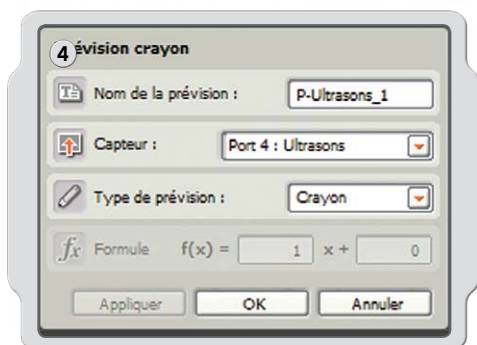 4
évision crayon
Nom de la prévision : P-Ultrasons_1
Capteur : Port 4 : Ultrasons
Type de prévision : Crayon
fx Formule f(x) = 1 x + 0
Appliquer OK Annuler